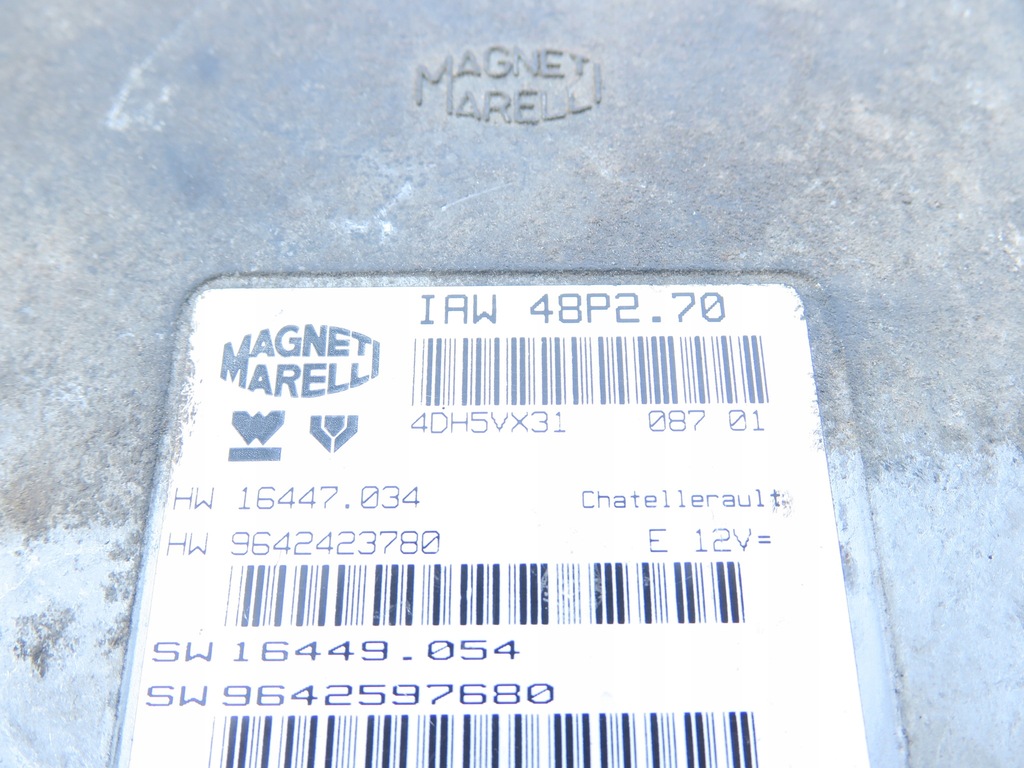 MAGNETI
MARELLI
IAW 48P2.70
MAGNETI
MARELLI
4DH5VX31 087 01
HW 16447.034 Chatellerault
HW 9642423780 E 12V=
SW 16449.054
SW 9642597680